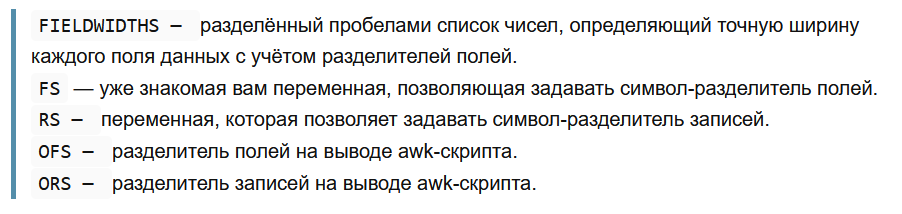 FIELDWIDTHS — разделённый пробелами список чисел, определяющий точную ширину
каждого поля данных с учётом разделителей полей.
FS — уже знакомая вам переменная, позволяющая задавать символ-разделитель полей.
RS — переменная, которая позволяет задавать символ-разделитель записей.
OFS — разделитель полей на выводе awk-скрипта.
ORS — разделитель записей на выводе awk-скрипта.